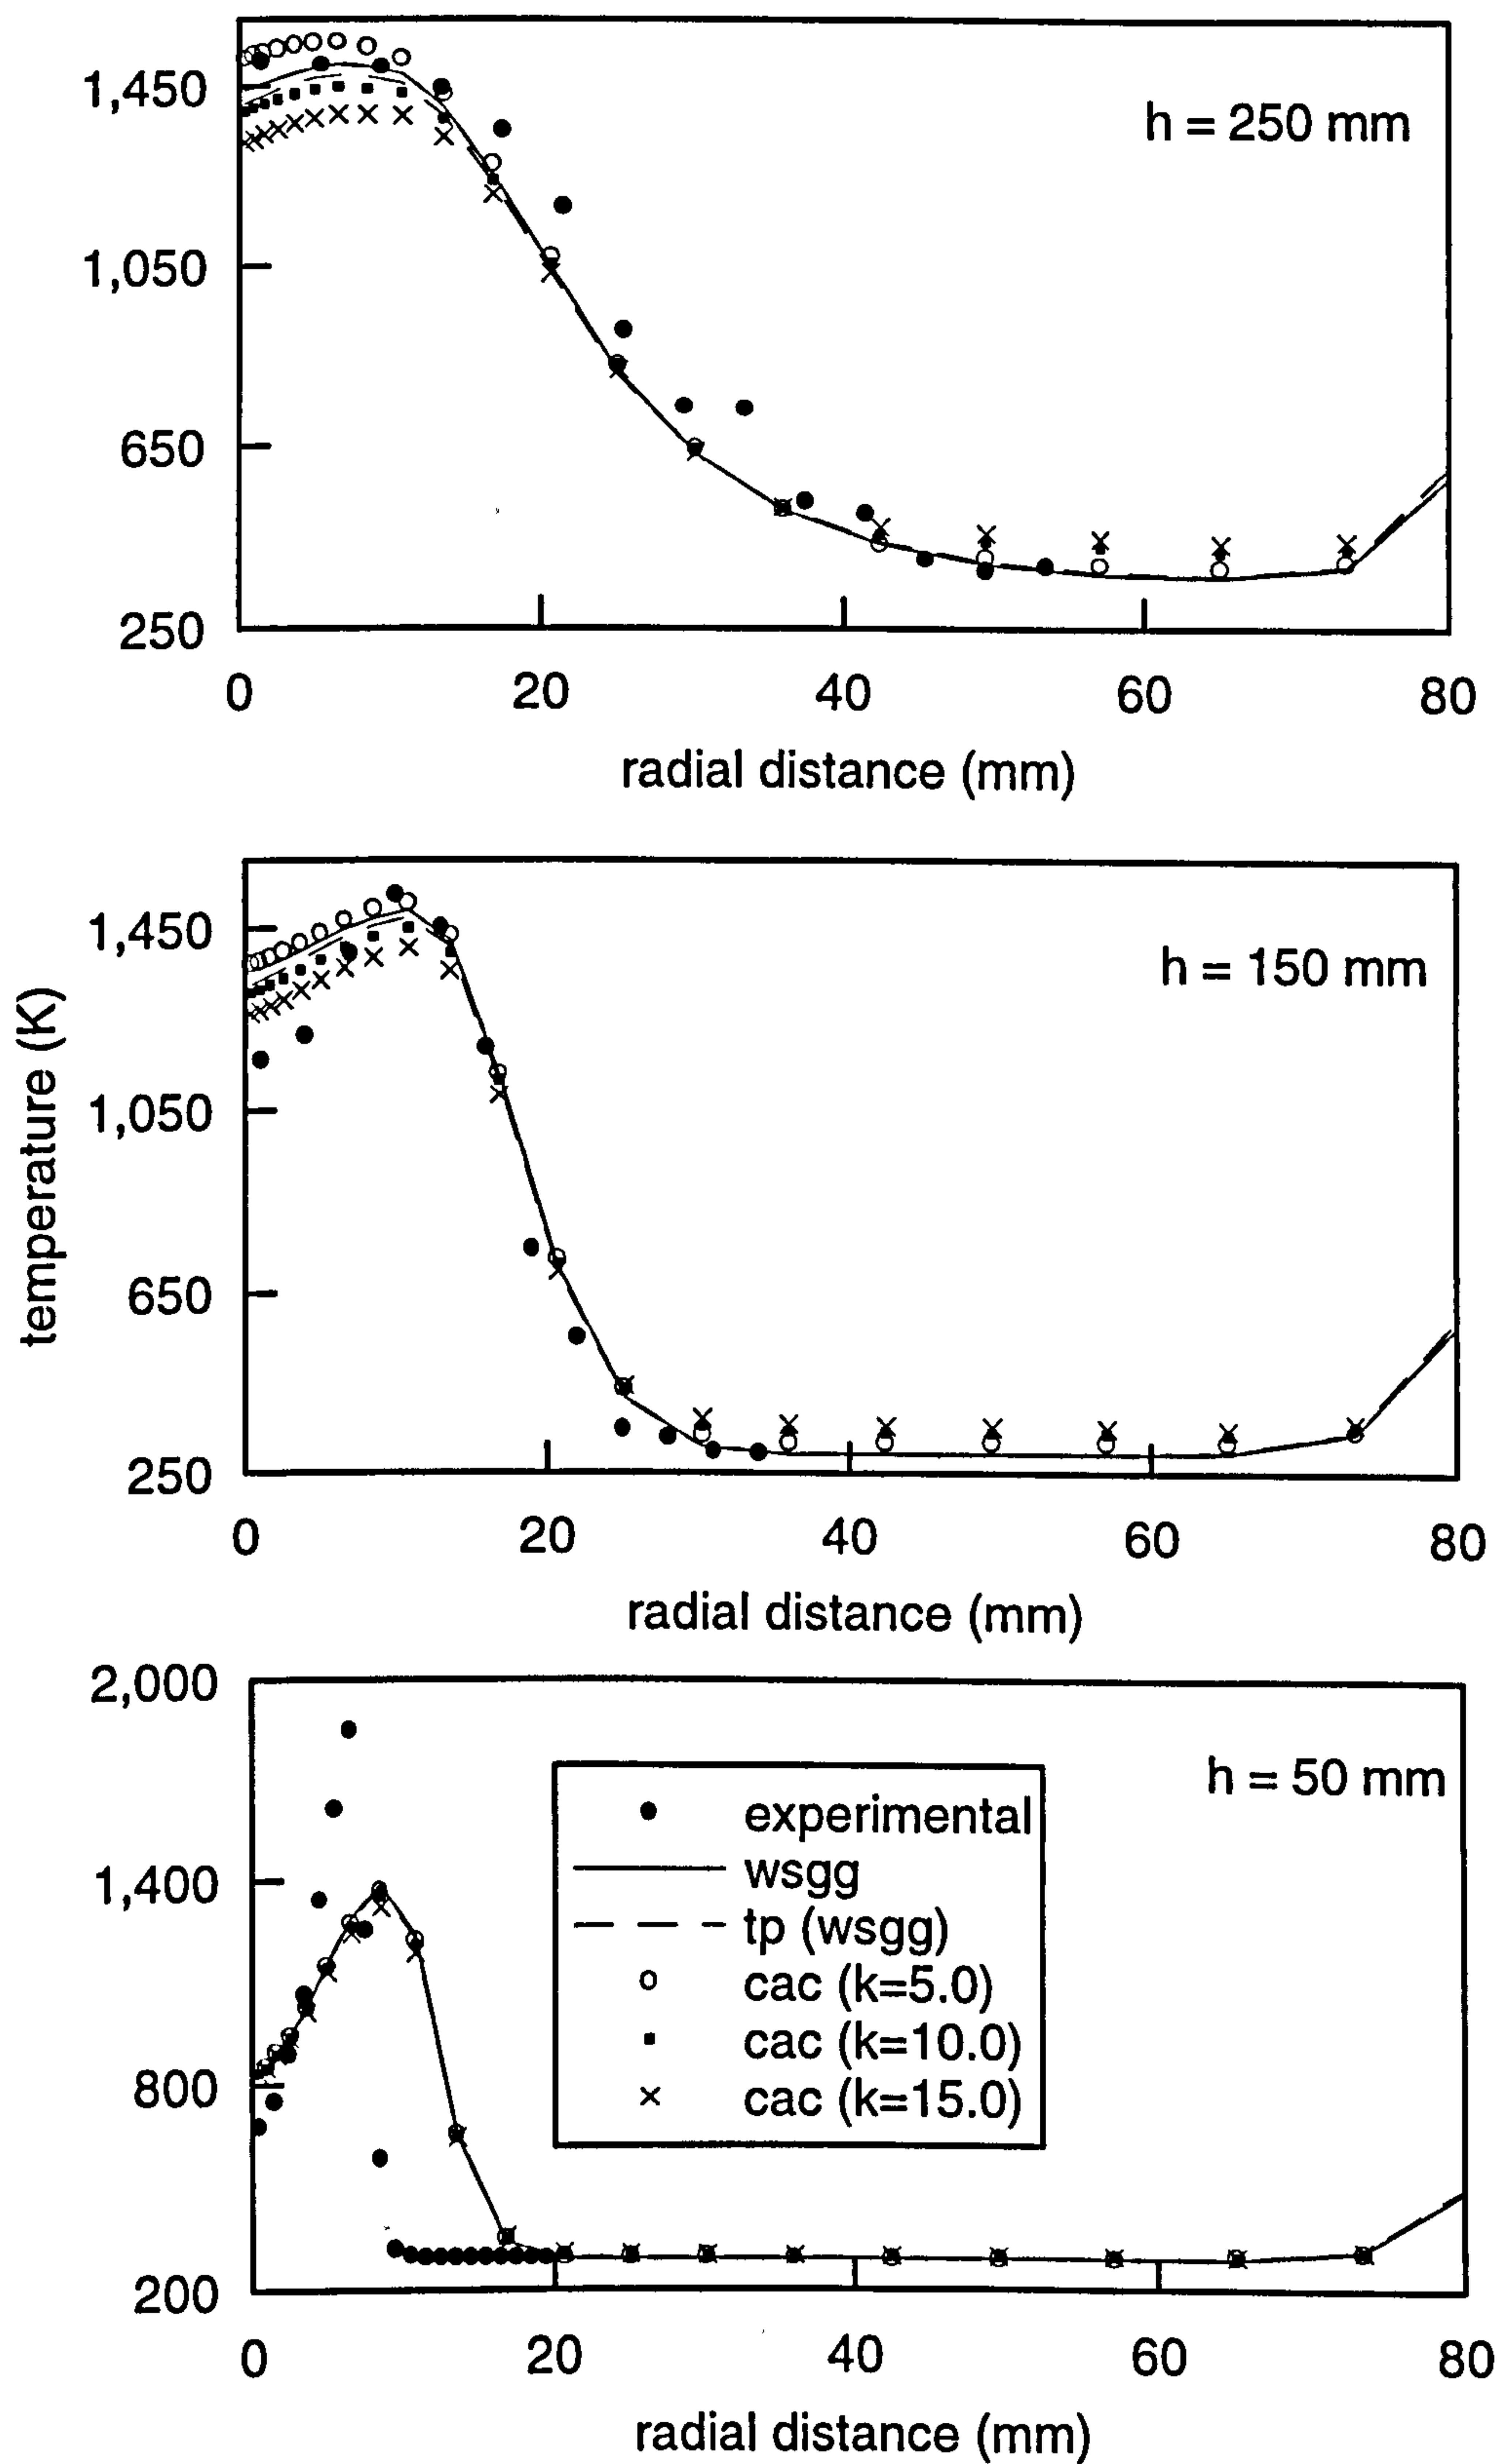 h = 250 mm
1,450
1,050
650
250
0 20 40 60 80
radial distance (mm)
temperature (K)
h = 150 mm
1,450
1,050
650
250
0 20 40 60 80
radial distance (mm)
h = 50 mm
2,000
1,400
800
200
experimental
wsgg
tp (wsgg)
cac (k=5.0)
cac (k=10.0)
cac (k=15.0)
0 20 40 60 80
radial distance (mm)